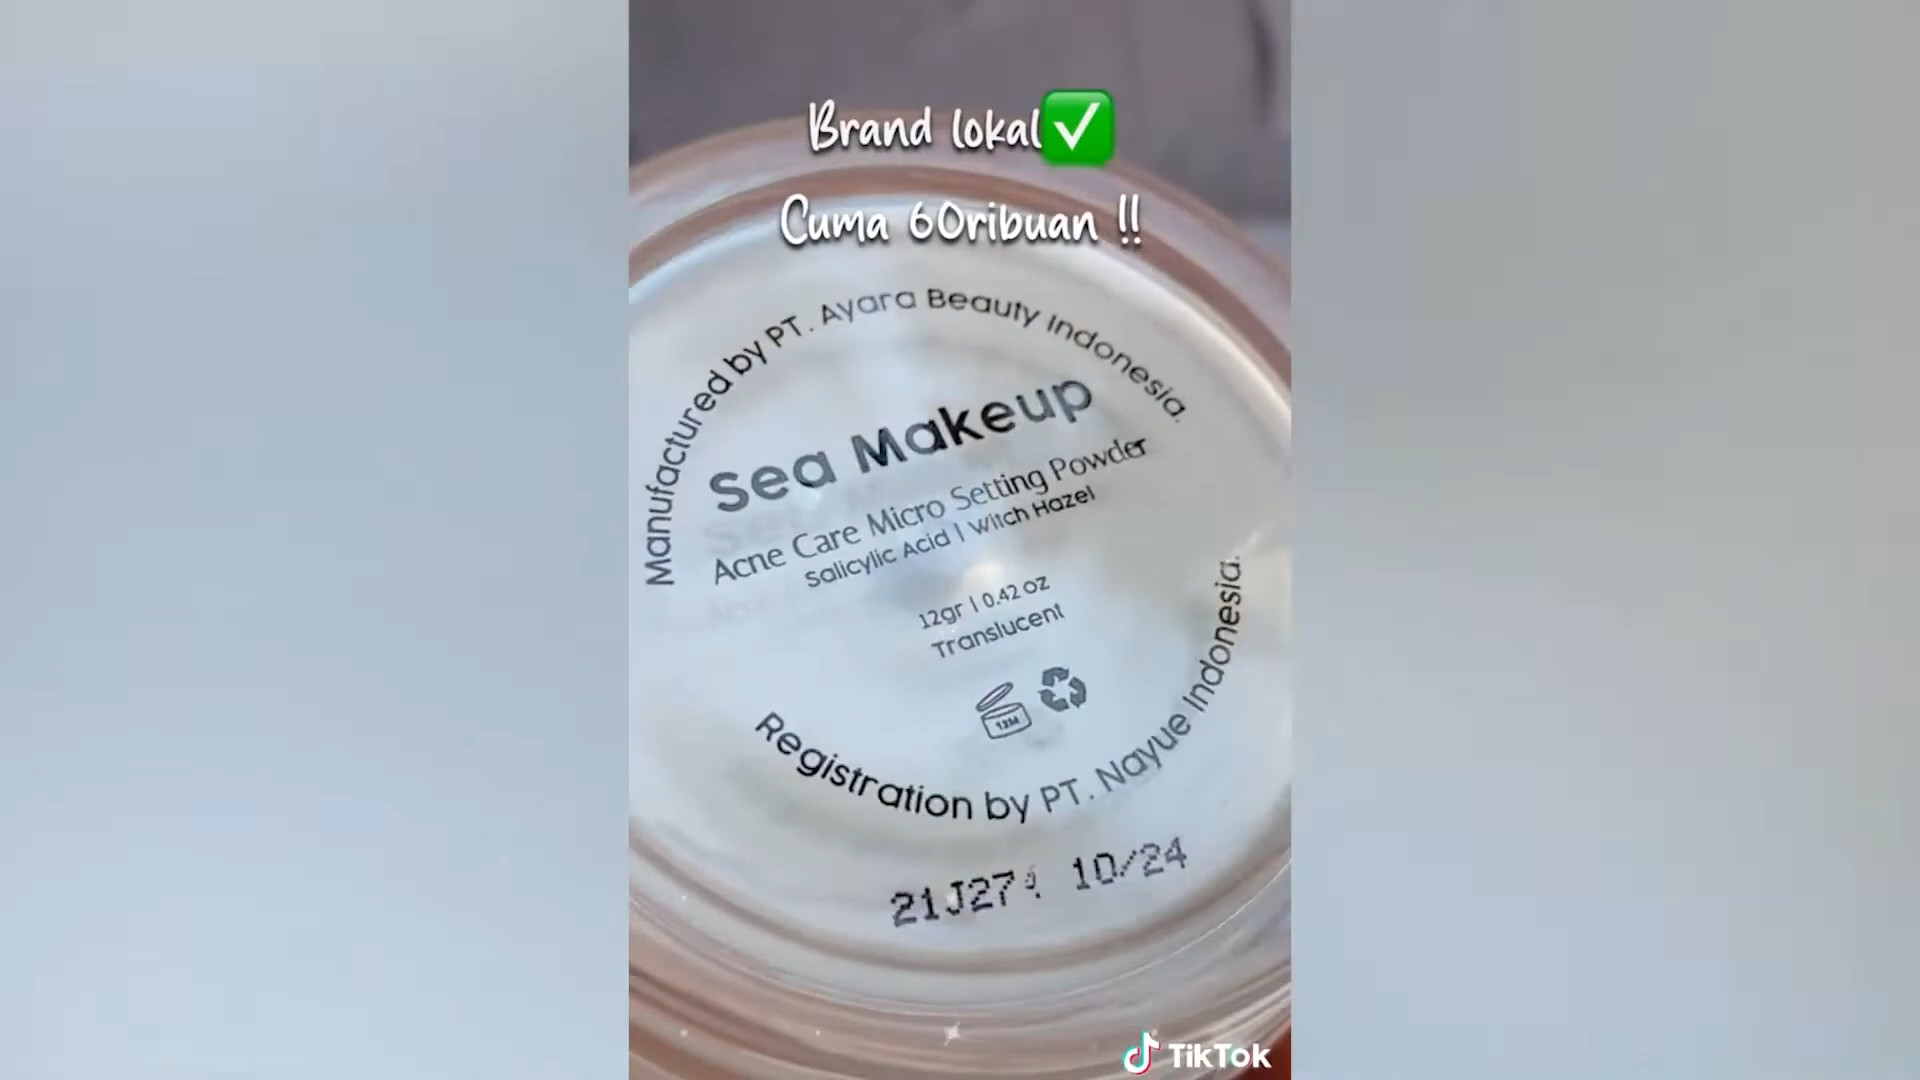 Brand lokal✅
Cuma 60ribuan !!
Manufactured by PT. Ayara Beauty Indonesia.
Sea Makeup
Acne Care Micro Setting Powder
Salicylic Acid | Witch Hazel
12gr | 0.42 oz
Translucent
12M
Registration by PT. Nayue Indonesia.
10/24
TikTok